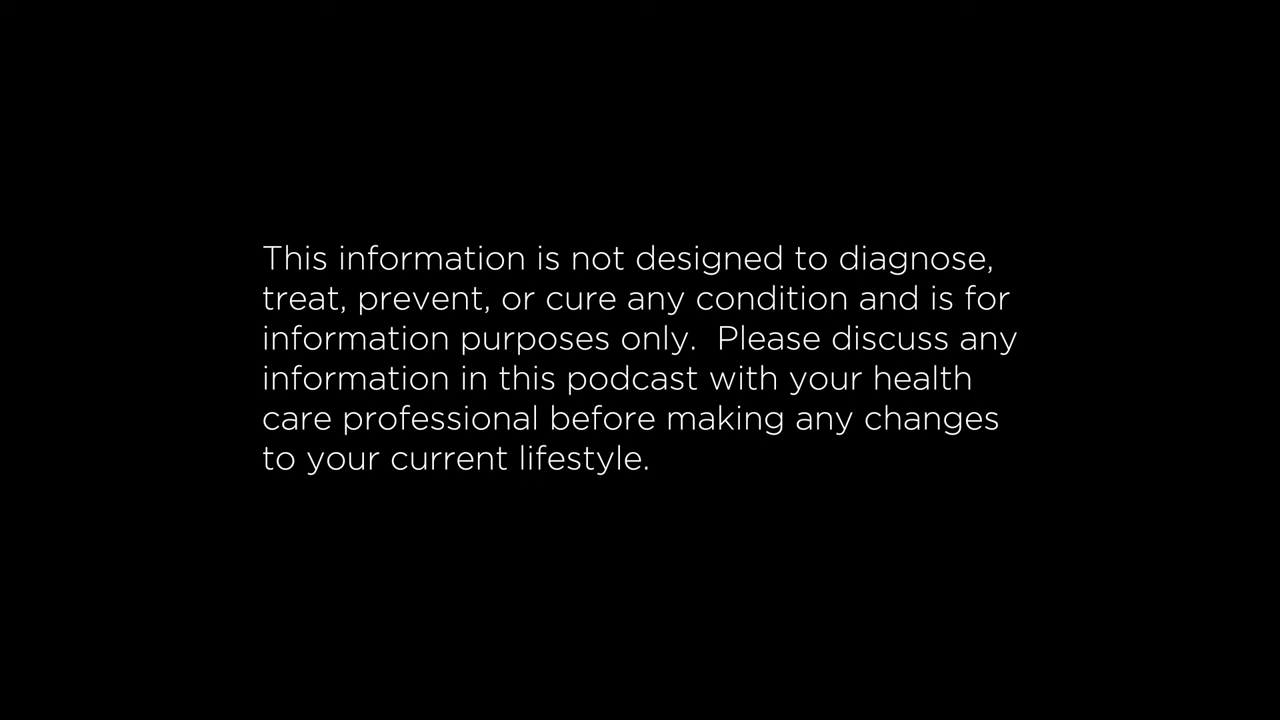 This information is not designed to diagnose,
treat, prevent, or cure any condition and is for
information purposes only.  Please discuss any
information in this podcast with your health
care professional before making any changes
to your current lifestyle.